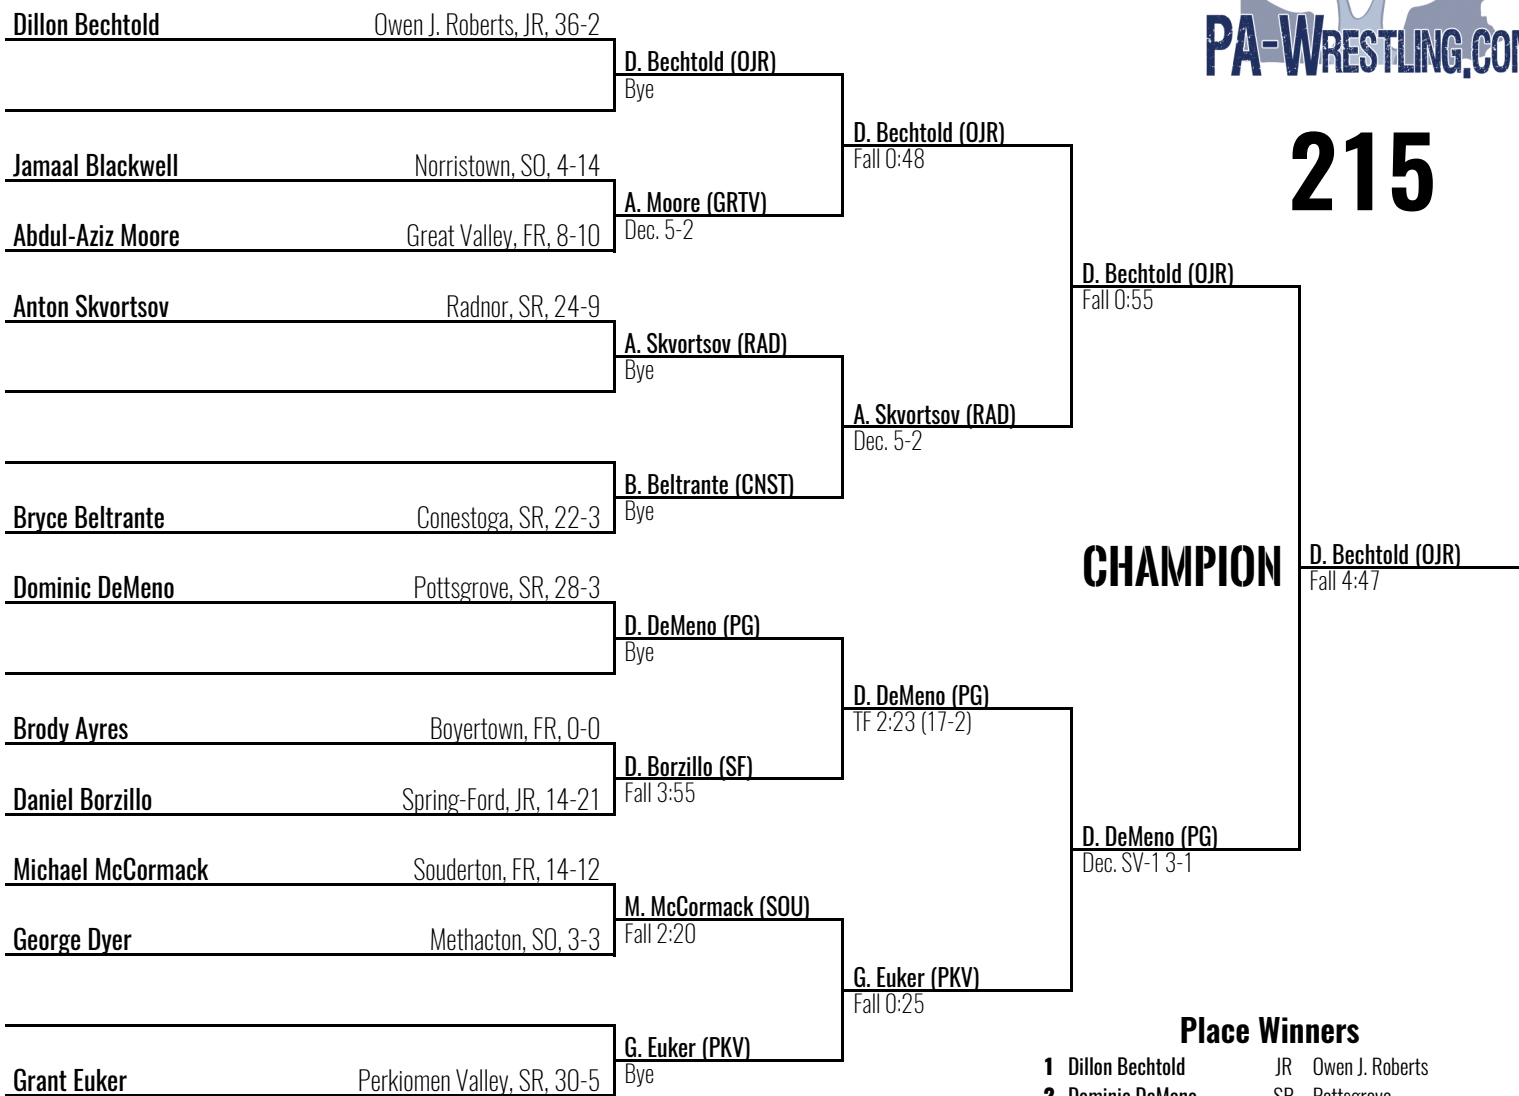 Dillon Bechtold Owen J. Roberts, JR, 36-2
D. Bechtold (OJR)
Bye
Jamaal Blackwell Norristown, SO, 4-14
Abdul-Aziz Moore Great Valley, FR, 8-10
A. Moore (GRTV)
Dec. 5-2
D. Bechtold (OJR)
Fall 0:48
Anton Skvortsov Radnor, SR, 24-9
A. Skvortsov (RAD)
Bye
Bryce Beltrante Conestoga, SR, 22-3
B. Beltrante (CNST)
Bye
A. Skvortsov (RAD)
Dec. 5-2
D. Bechtold (OJR)
Fall 0:55
Dominic DeMeno Pottsgrove, SR, 28-3
D. DeMeno (PG)
Bye
Brody Ayres Boyertown, FR, 0-0
Daniel Borzillo Spring-Ford, JR, 14-21
D. Borzillo (SF)
Fall 3:55
D. DeMeno (PG)
TF 2:23 (17-2)
Michael McCormack Souderton, FR, 14-12
George Dyer Methacton, SO, 3-3
M. McCormack (SOU)
Fall 2:20
Grant Euker Perkiomen Valley, SR, 30-5
G. Euker (PKV)
Bye
G. Euker (PKV)
Fall 0:25
D. DeMeno (PG)
Dec. SV-1 3-1
PA-WRESTLING.CO
215
CHAMPION
D. Bechtold (OJR)
Fall 4:47
Place Winners
1 Dillon Bechtold JR Owen J. Roberts
2 Dominic DeMeno SR Pottsgrove